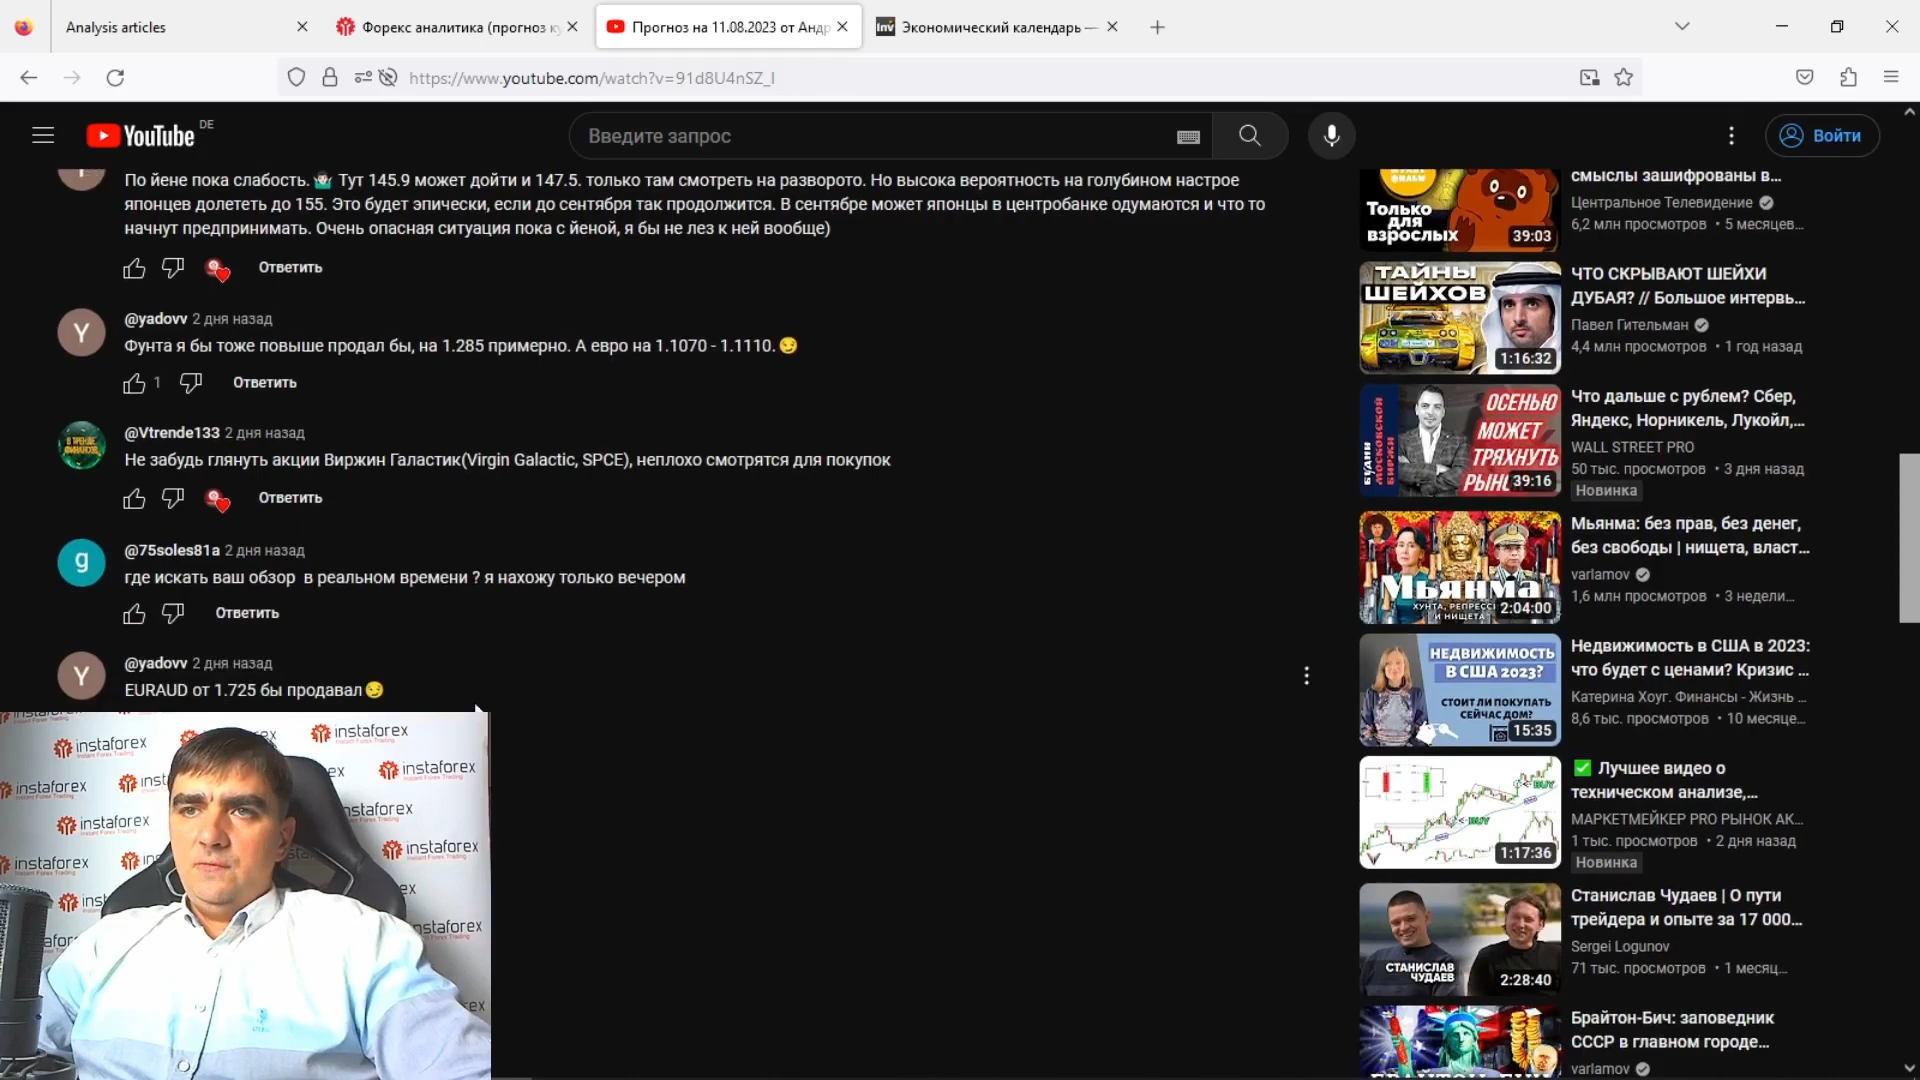 Analysis articles
Форекс аналитика (прогноз ку
Прогноз на 11.08.2023 от Андр
Экономический календарь —
https://www.youtube.com/watch?v=91d8U4nSZ_I
YouTube DE
Введите запрос
Войти
По йене пока слабость. Тут 145.9 может дойти и 147.5. только там смотреть на разворото. Но высока вероятность на голубином настрое
японцев долететь до 155. Это будет эпически, если до сентября так продолжится. В сентябре может японцы в центробанке одумаются и что то
начнут предпринимать. Очень опасная ситуация пока с йеной, я бы не лез к ней вообще)
Ответить
@yadovv 2 дня назад
Фунта я бы тоже повыше продал бы, на 1.285 примерно. А евро на 1.1070 - 1.1110.
1 Ответить
@Vtrende133 2 дня назад
Не забудь глянуть акции Виржин Галастик(Virgin Galactic, SPCE), неплохо смотрятся для покупок
Ответить
@75soles81a 2 дня назад
где искать ваш обзор в реальном времени ? я нахожу только вечером
Ответить
@yadovv 2 дня назад
EURAUD от 1.725 бы продавал
instaforex
Instant Forex Trading
Только
для
взрослых
39:03
смыслы зашифрованы в...
Центральное Телевидение
6,2 млн просмотров • 5 месяцев...
ТАЙНЫ
ШЕЙХОВ
1:16:32
ЧТО СКРЫВАЮТ ШЕЙХИ
ДУБАЯ? // Большое интервь...
Павел Гительман
4,4 млн просмотров • 1 год назад
БУДНИ
МОСКОВСКОЙ
БИРЖИ
ОСЕНЬЮ
МОЖЕТ
ТРЯХНУТЬ
РЫН
39:16
Что дальше с рублем? Сбер,
Яндекс, Норникель, Лукойл,...
WALL STREET PRO
50 тыс. просмотров • 3 дня назад
Новинка
Мьянма
ХУНТА, РЕПРЕСС
И НИЩЕТА
2:04:00
Мьянма: без прав, без денег,
без свободы | нищета, власт...
varlamov
1,6 млн просмотров • 3 недели...
НЕДВИЖИМОСТЬ
В США 2023?
СТОИТ ЛИ ПОКУПАТЬ
СЕЙЧАС ДОМ?
15:35
Недвижимость в США в 2023:
что будет с ценами? Кризис ...
Катерина Хоуг. Финансы - Жизнь ...
8,6 тыс. просмотров • 10 месяце...
BUY
BUY
1:17:36
Лучшее видео о
техническом анализе,...
МАРКЕТМЕЙКЕР PRO РЫНОК АК...
1 тыс. просмотров • 2 дня назад
Новинка
СТАНИСЛАВ
ЧУДАЕВ
2:28:40
Станислав Чудаев | О пути
трейдера и опыте за 17 000...
Sergei Logunov
71 тыс. просмотров • 1 месяц...
Брайтон-Бич: заповедник
СССР в главном городе...
varlamov